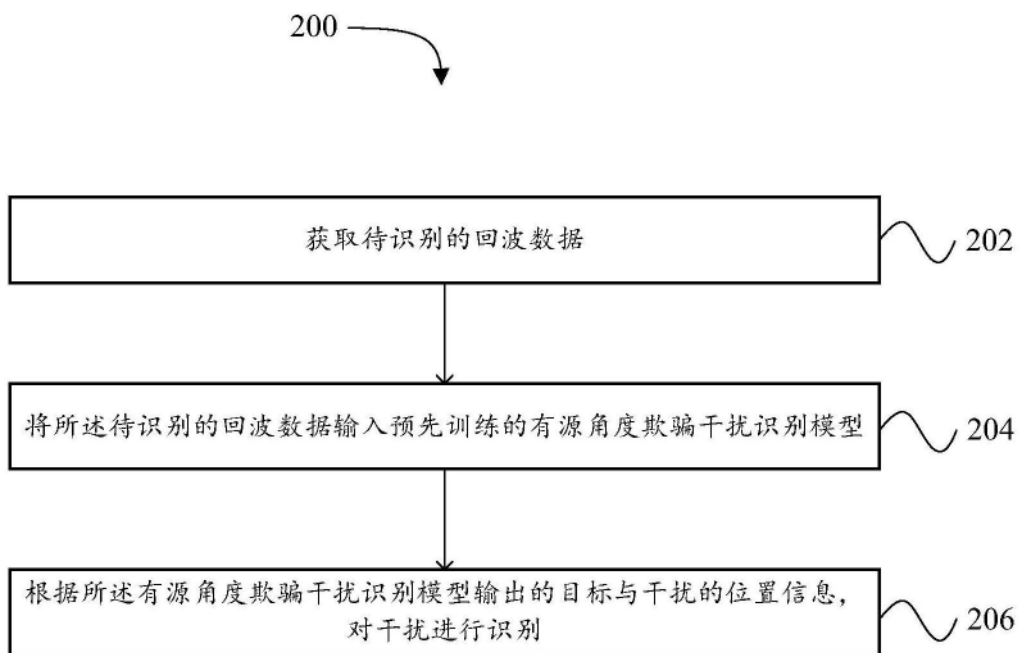 200
获取待识别的回波数据
202
将所述待识别的回波数据输入预先训练的有源角度欺骗干扰识别模型
204
根据所述有源角度欺骗干扰识别模型输出的目标与干扰的位置信息，
对干扰进行识别
206